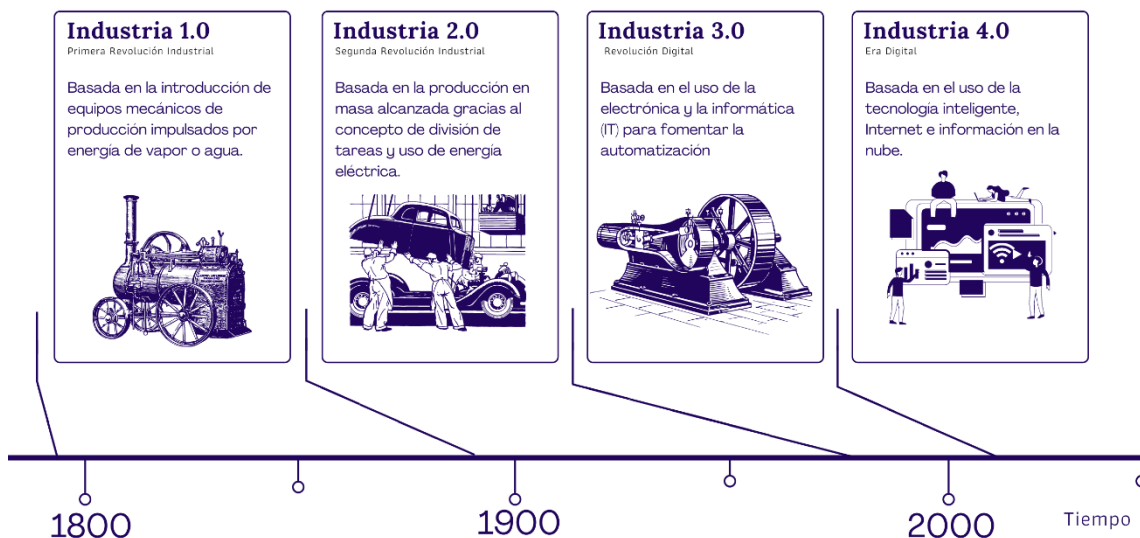 Industria 1.0
Primera Revolución Industrial
Basada en la introducción de
equipos mecánicos de
producción impulsados por
energía de vapor o agua.
Industria 2.0
Segunda Revolución Industrial
Basada en la producción en
masa alcanzada gracias al
concepto de división de
tareas y uso de energía
eléctrica.
Industria 3.0
Revolución Digital
Basada en el uso de la
electrónica y la informática
(IT) para fomentar la
automatización
Industria 4.0
Era Digital
Basada en el uso de la
tecnología inteligente,
Internet e información en la
nube.
1800
1900
2000
Tiempo